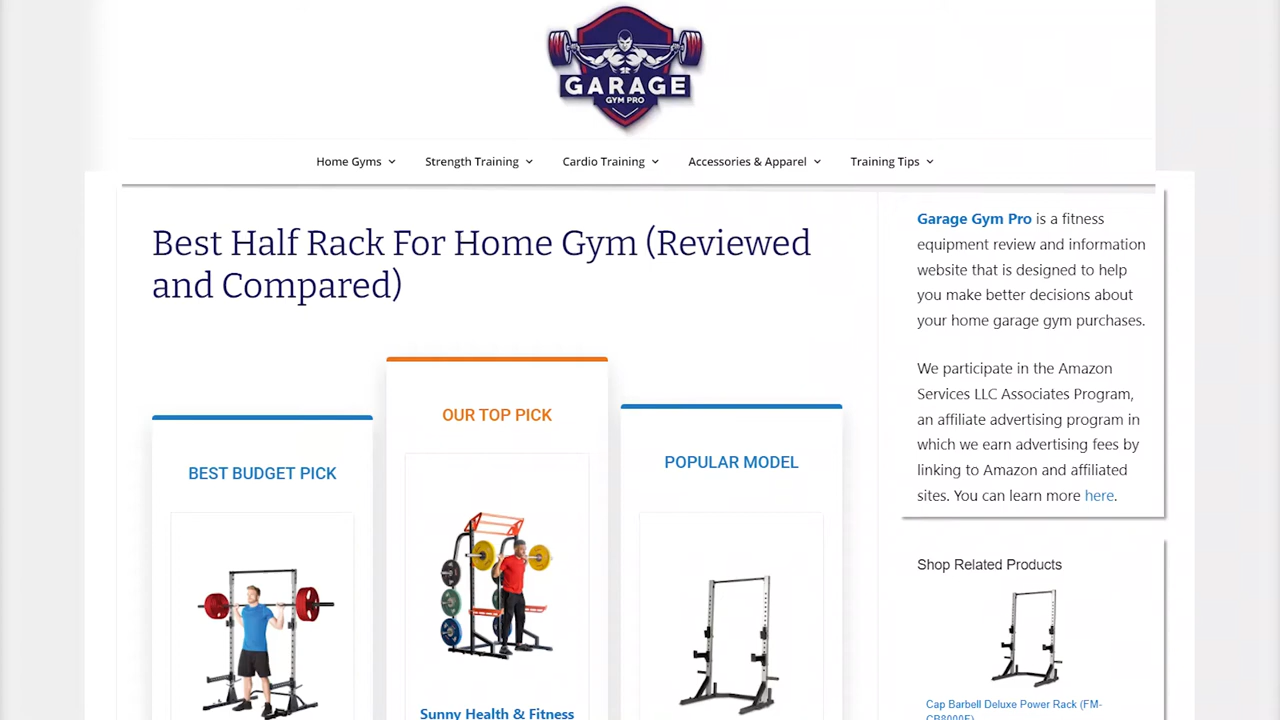 GARAGE
GYM PRO
Home Gyms
Strength Training
Cardio Training
Accessories & Apparel
Training Tips
Best Half Rack For Home Gym (Reviewed
and Compared)
BEST BUDGET PICK
OUR TOP PICK
POPULAR MODEL
Sunny Health & Fitness
Garage Gym Pro is a fitness
equipment review and information
website that is designed to help
you make better decisions about
your home garage gym purchases.
We participate in the Amazon
Services LLC Associates Program,
an affiliate advertising program in
which we earn advertising fees by
linking to Amazon and affiliated
sites. You can learn more here.
Shop Related Products
Cap Barbell Deluxe Power Rack (FM-